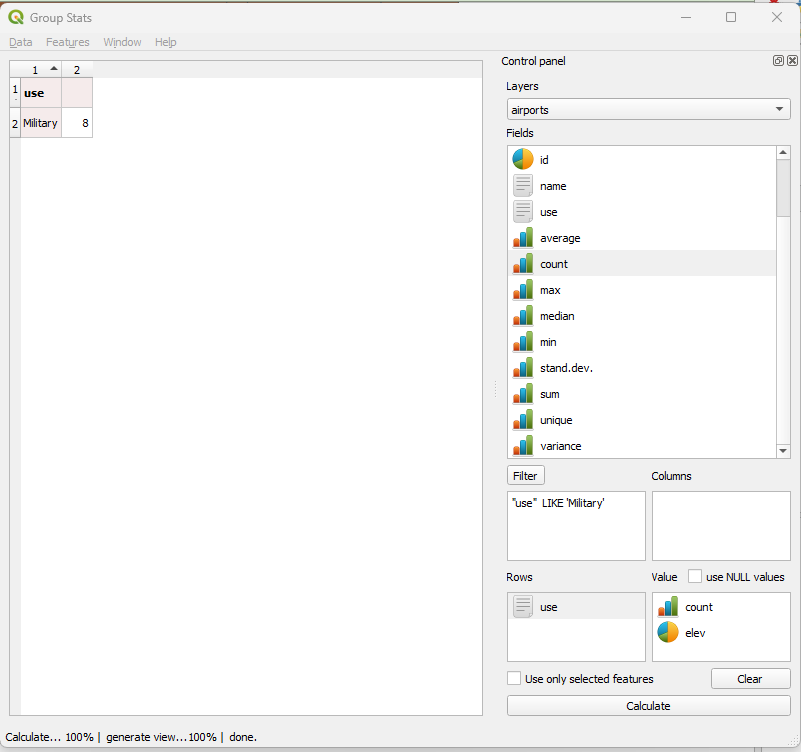 Group Stats
Data Features Window Help
1 2
1 use
2 Military 8
Control panel
Layers
airports
Fields
id
name
use
average
count
max
median
min
stand.dev.
sum
unique
variance
Filter Columns
"use" LIKE 'Military'
Rows Value use NULL values
use count
elev
Use only selected features Clear
Calculate
Calculate... 100% | generate view...100% | done.